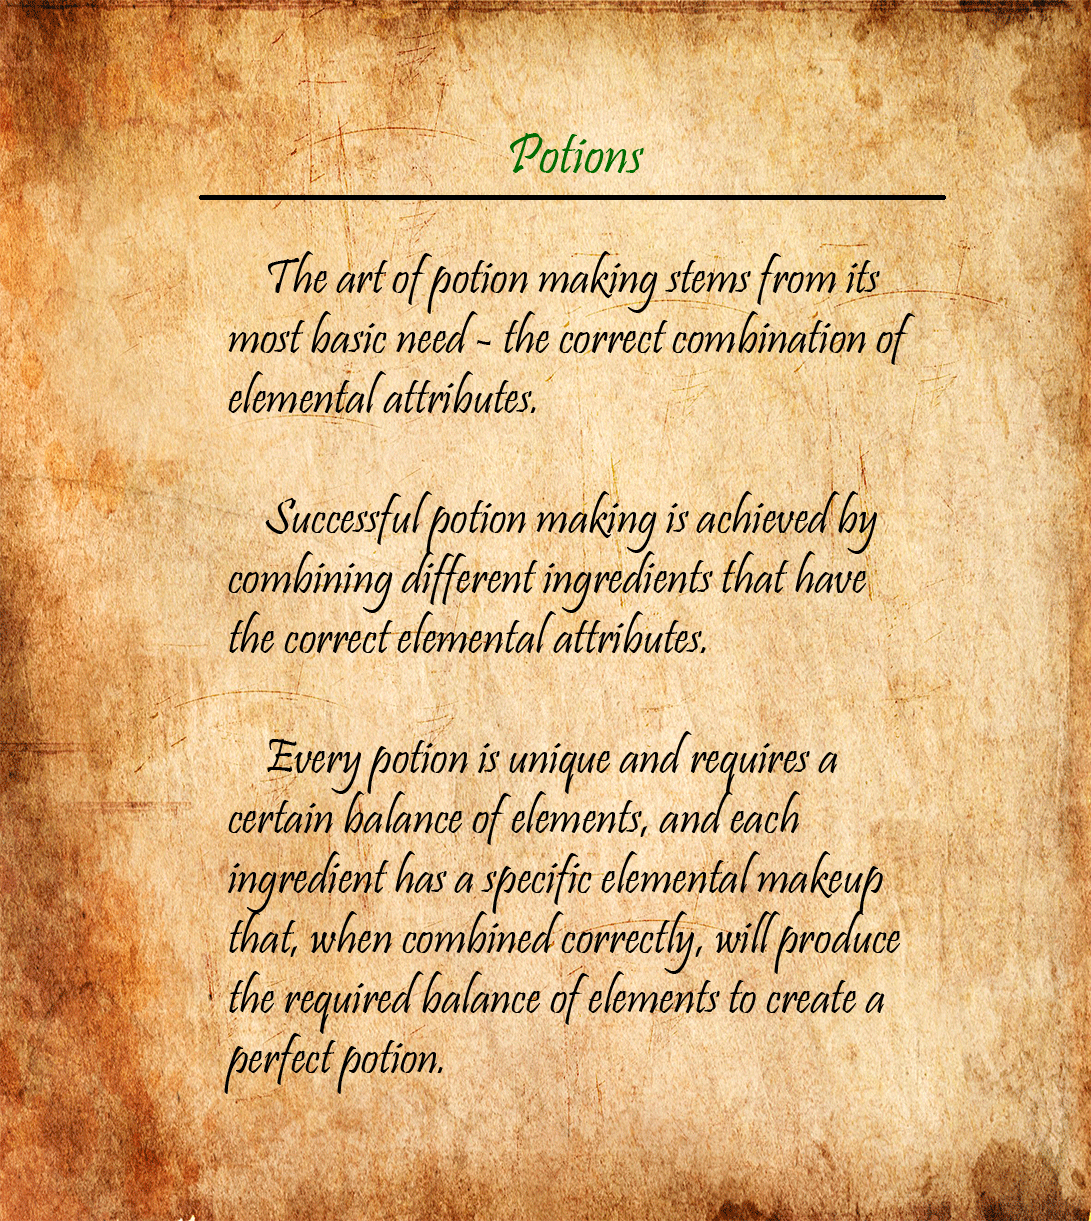 Potions
The art of potion making stems from its
most basic need - the correct combination of
elemental attributes.
Successful potion making is achieved by
combining different ingredients that have
the correct elemental attributes.
Every potion is unique and requires a
certain balance of elements, and each
ingredient has a specific elemental makeup
that, when combined correctly, will produce
the required balance of elements to create a
perfect potion.